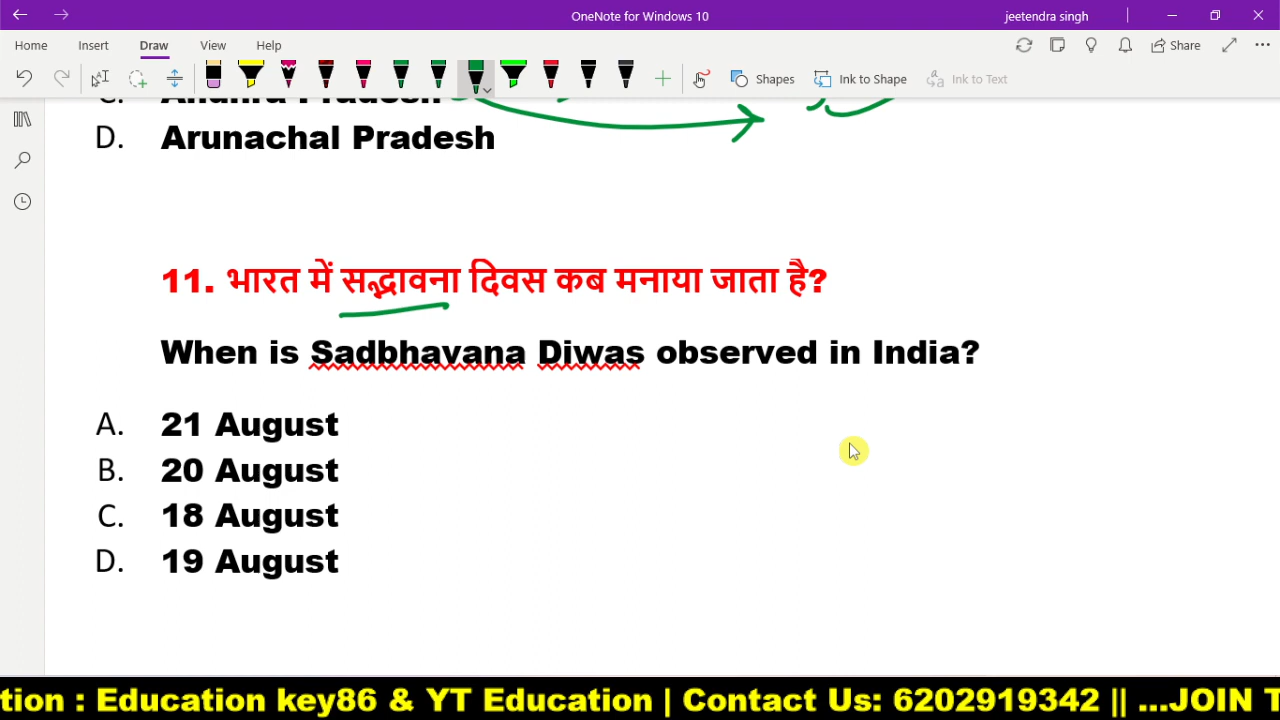 OneNote for Windows 10
jeetendra singh
Home Insert Draw View Help
Share
Shapes Ink to Shape Ink to Text
C. Andhra Pradesh
D. Arunachal Pradesh
11. भारत में सद्भावना दिवस कब मनाया जाता है?
When is Sadbhavana Diwas observed in India?
A. 21 August
B. 20 August
C. 18 August
D. 19 August
tion : Education key86 & YT Education | Contact Us: 6202919342 || ...JOIN T